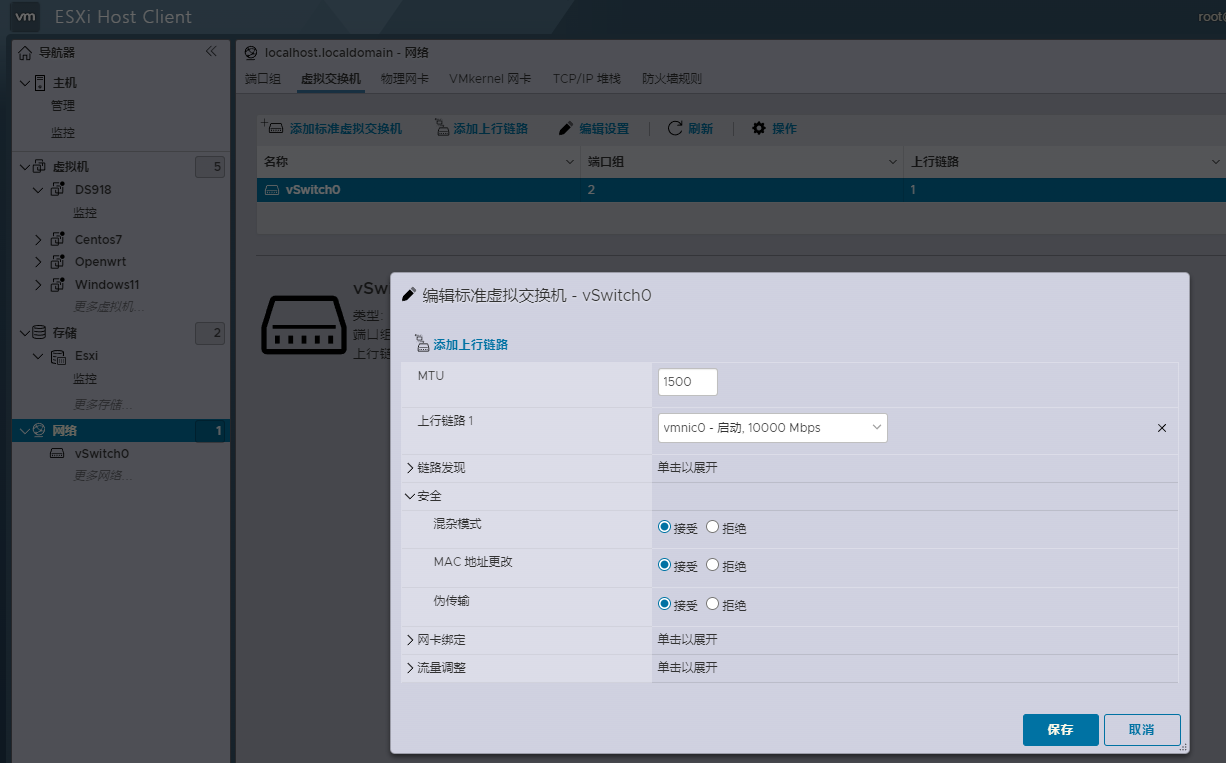 vm ESXi Host Client root@
导航器
主机
管理
监控
虚拟机 5
DS918
监控
Centos7
Openwrt
Windows11
更多虚拟机...
存储 2
Esxi
监控
更多存储...
网络 1
vSwitch0
更多网络...
localhost.localdomain - 网络
端口组 虚拟交换机 物理网卡 VMkernel 网卡 TCP/IP 堆栈 防火墙规则
添加标准虚拟交换机 添加上行链路 编辑设置 刷新 操作
名称 端口组 上行链路
vSwitch0 2 1
vSw
类型:
端口组
上行链
编辑标准虚拟交换机 - vSwitch0
添加上行链路
MTU 1500
上行链路 1 vmnic0 - 启动, 10000 Mbps
链路发现 单击以展开
安全
混杂模式 接受 拒绝
MAC 地址更改 接受 拒绝
伪传输 接受 拒绝
网卡绑定 单击以展开
流量调整 单击以展开
保存 取消